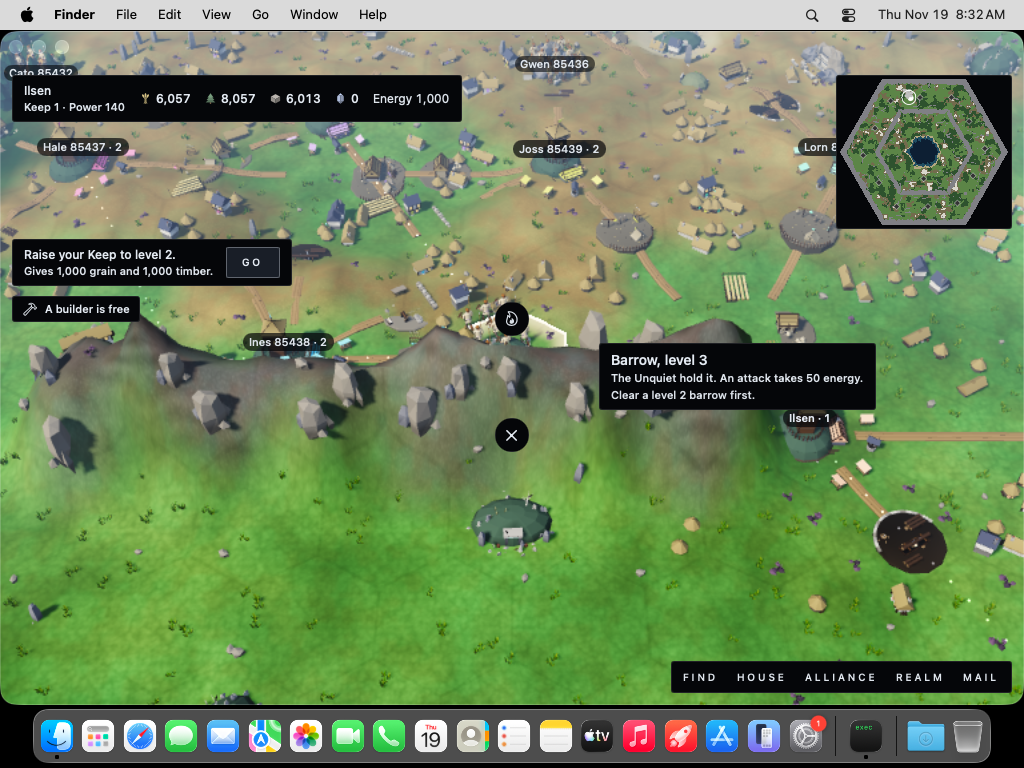 Finder File Edit View Go Window Help Thu Nov 19 8:32 AM
Cato 85432
Gwen 85436
Ilsen
Keep 1 · Power 140
6,057 8,057 6,013 0 Energy 1,000
Hale 85437 · 2
Joss 85439 · 2
Lorn 8
Raise your Keep to level 2.
Gives 1,000 grain and 1,000 timber.
GO
A builder is free
Ines 85438 · 2
Barrow, level 3
The Unquiet hold it. An attack takes 50 energy.
Clear a level 2 barrow first.
Ilsen · 1
FIND HOUSE ALLIANCE REALM MAIL
Thu
19
tv
1
exec